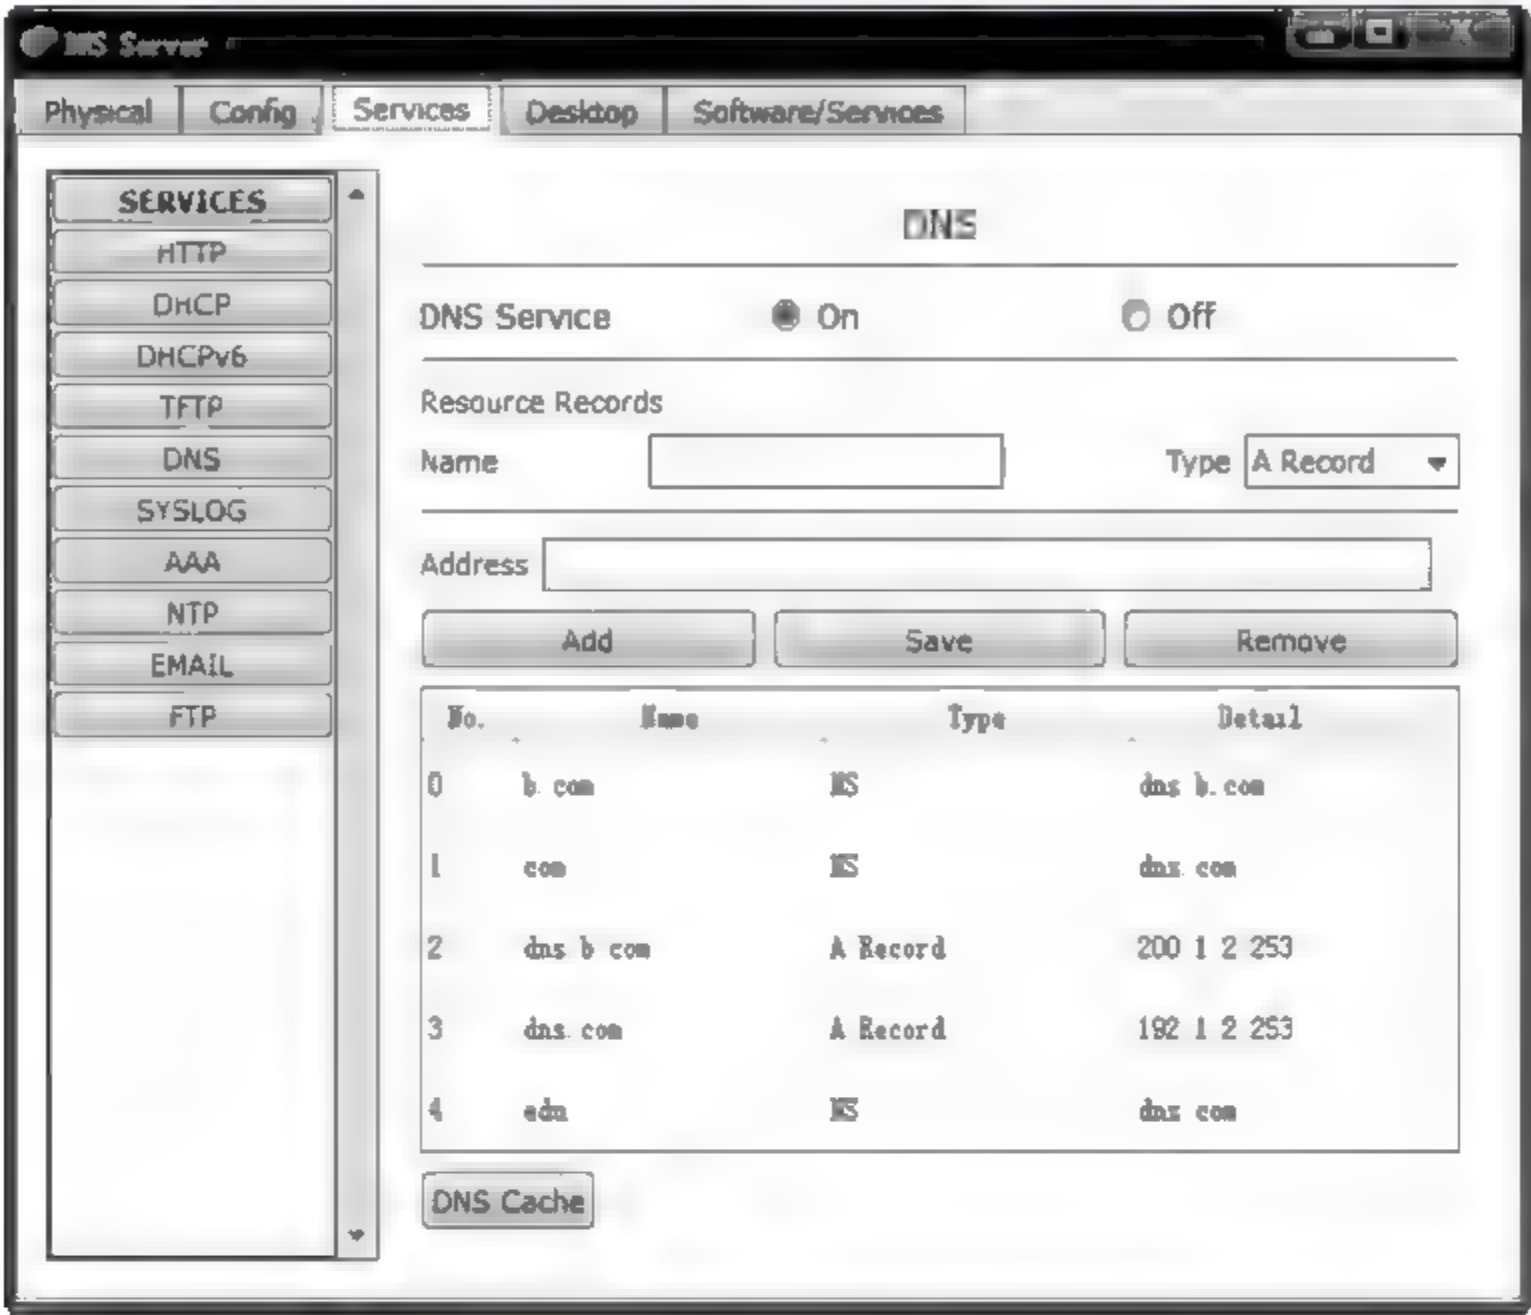 DNS Server
Physical Config Services Desktop Software/Services
SERVICES
HTTP
DHCP
DHCPv6
TFTP
DNS
SYSLOG
AAA
NTP
EMAIL
FTP
DNS
DNS Service On Off
Resource Records
Name Type A Record
Address
Add Save Remove
No. Name Type Detail
0 b.com NS dns.b.com
1 com NS dns.com
2 dns.b.com A Record 200.1.2.253
3 dns.com A Record 192.1.2.253
4 edu NS dns.com
DNS Cache